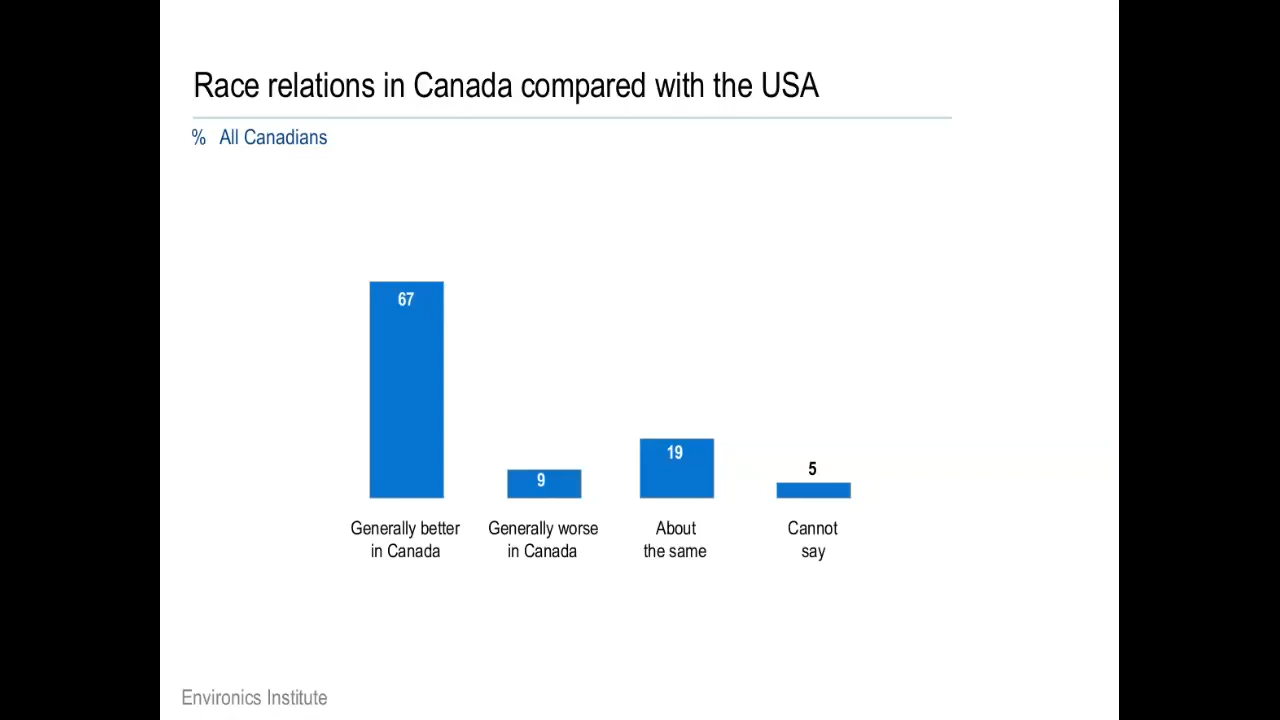 Race relations in Canada compared with the USA
% All Canadians
67
9
19
5
Generally better
in Canada
Generally worse
in Canada
About
the same
Cannot
say
Environics Institute